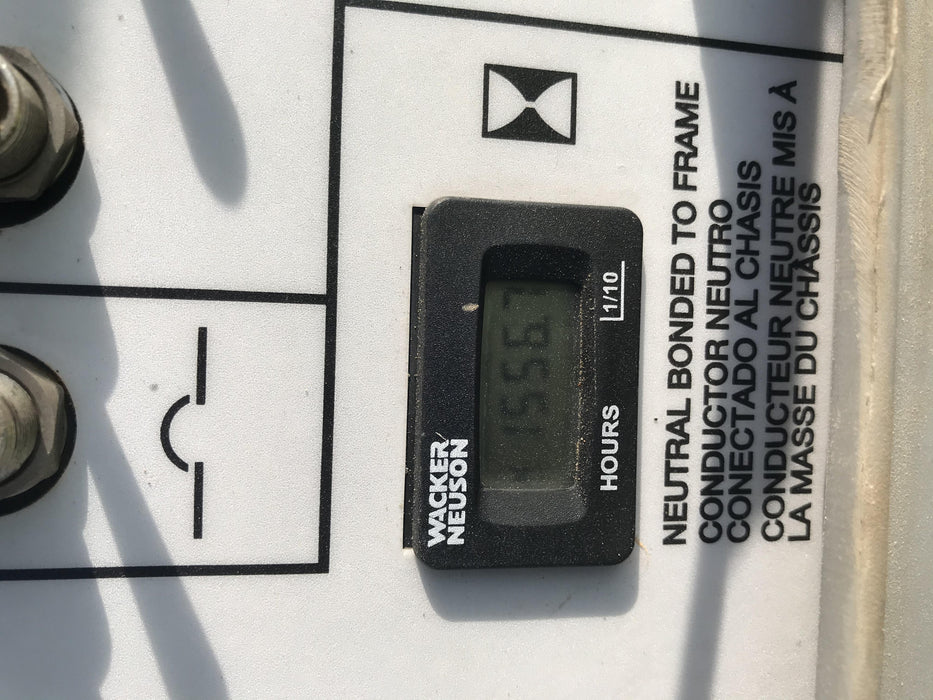 WACKER
NEUSON
HOURS 1/10
NEUTRAL BONDED TO FRAME
CONDUCTOR NEUTRO
CONECTADO AL CHASIS
CONDUCTEUR NEUTRE MIS À
LA MASSE DU CHÂSSIS